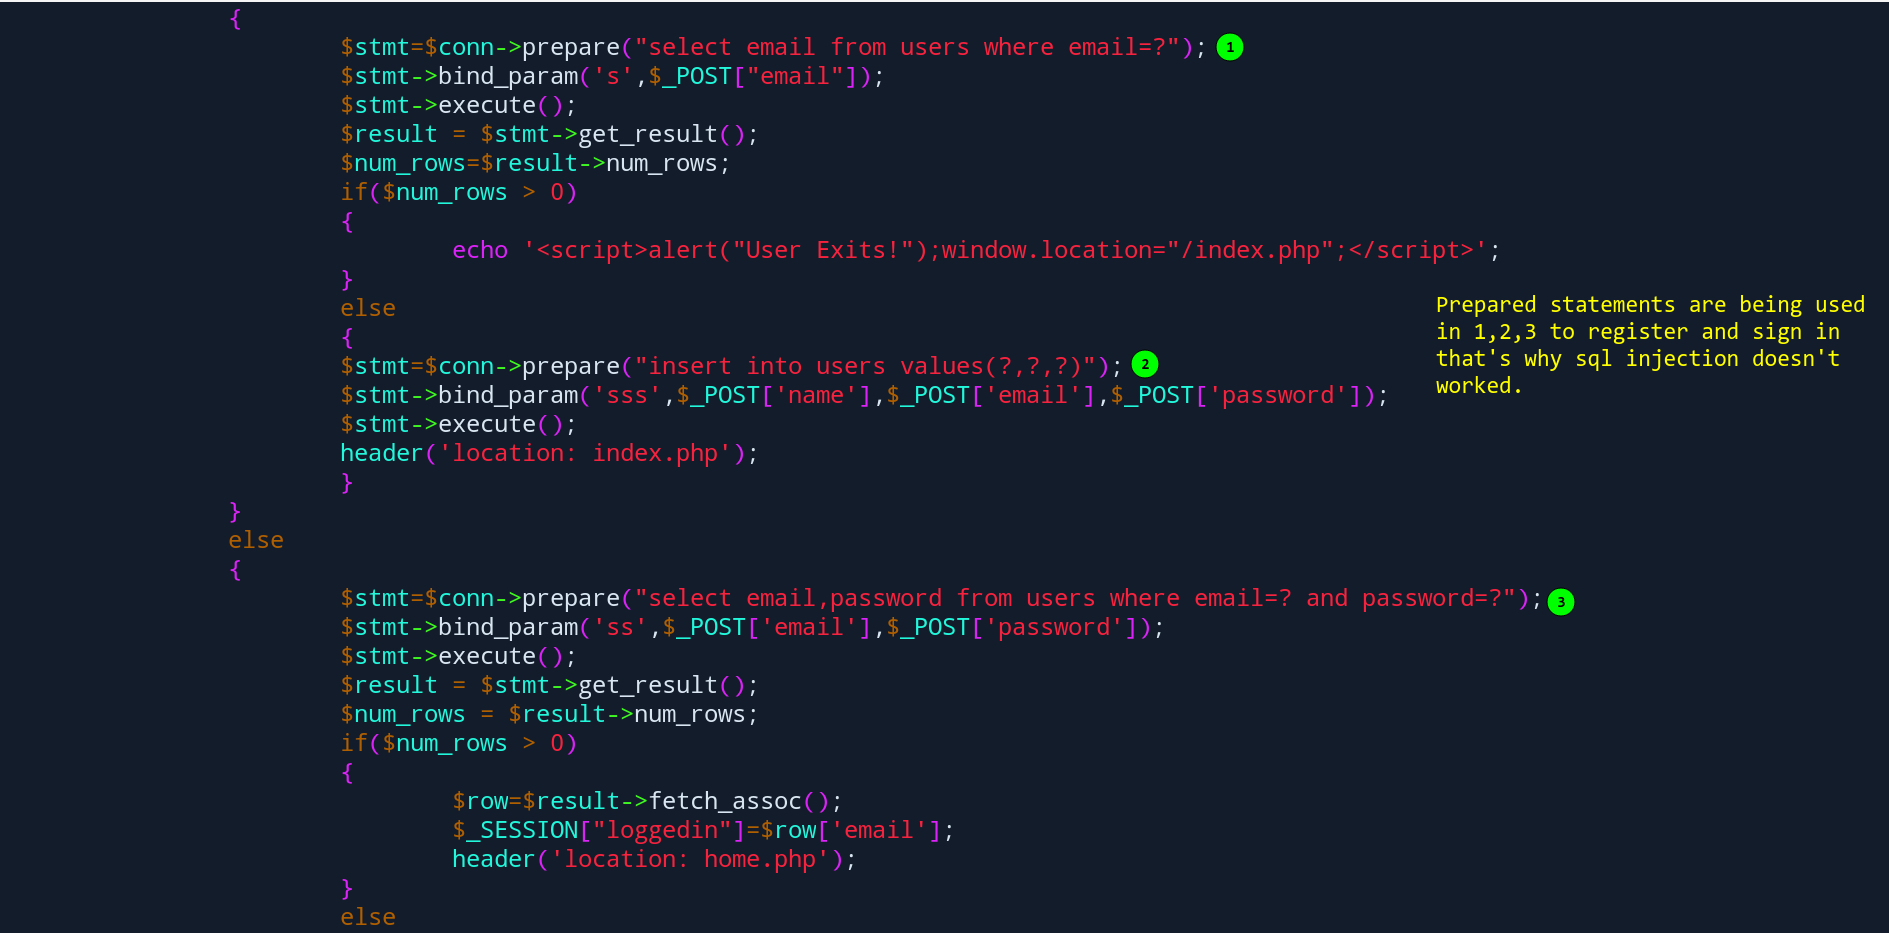 {
$stmt=$conn->prepare("select email from users where email=?"); 1
$stmt->bind_param('s',$_POST["email"]);
$stmt->execute();
$result = $stmt->get_result();
$num_rows=$result->num_rows;
if($num_rows > 0)
{
echo '<script>alert("User Exits!");window.location="/index.php";</script>';
}
else
{
$stmt=$conn->prepare("insert into users values(?,?,?)"); 2
$stmt->bind_param('sss',$_POST['name'],$_POST['email'],$_POST['password']);
$stmt->execute();
header('location: index.php');
}
}
else
{
$stmt=$conn->prepare("select email,password from users where email=? and password=?"); 3
$stmt->bind_param('ss',$_POST['email'],$_POST['password']);
$stmt->execute();
$result = $stmt->get_result();
$num_rows = $result->num_rows;
if($num_rows > 0)
{
$row=$result->fetch_assoc();
$_SESSION["loggedin"]=$row['email'];
header('location: home.php');
}
else
Prepared statements are being used
in 1,2,3 to register and sign in
that's why sql injection doesn't
worked.